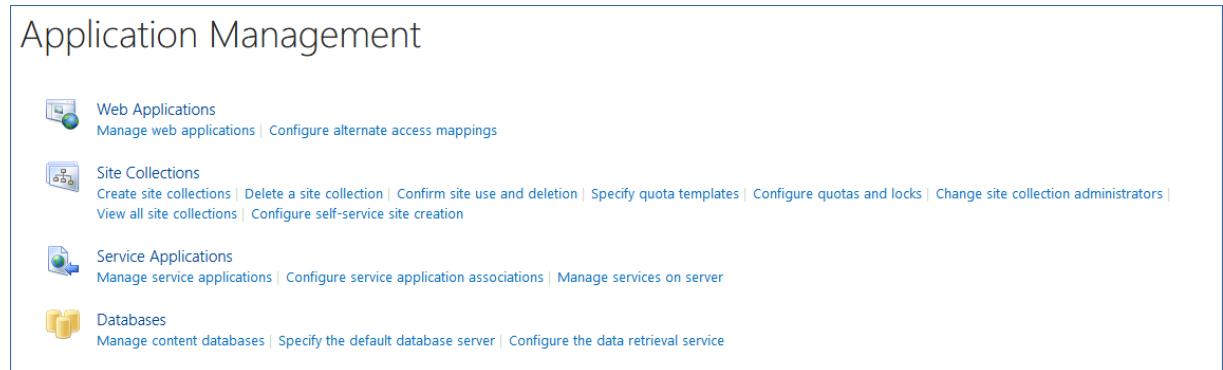 Application Management
Web Applications
Manage web applications | Configure alternate access mappings
Site Collections
Create site collections | Delete a site collection | Confirm site use and deletion | Specify quota templates | Configure quotas and locks | Change site collection administrators |
View all site collections | Configure self-service site creation
Service Applications
Manage service applications | Configure service application associations | Manage services on server
Databases
Manage content databases | Specify the default database server | Configure the data retrieval service